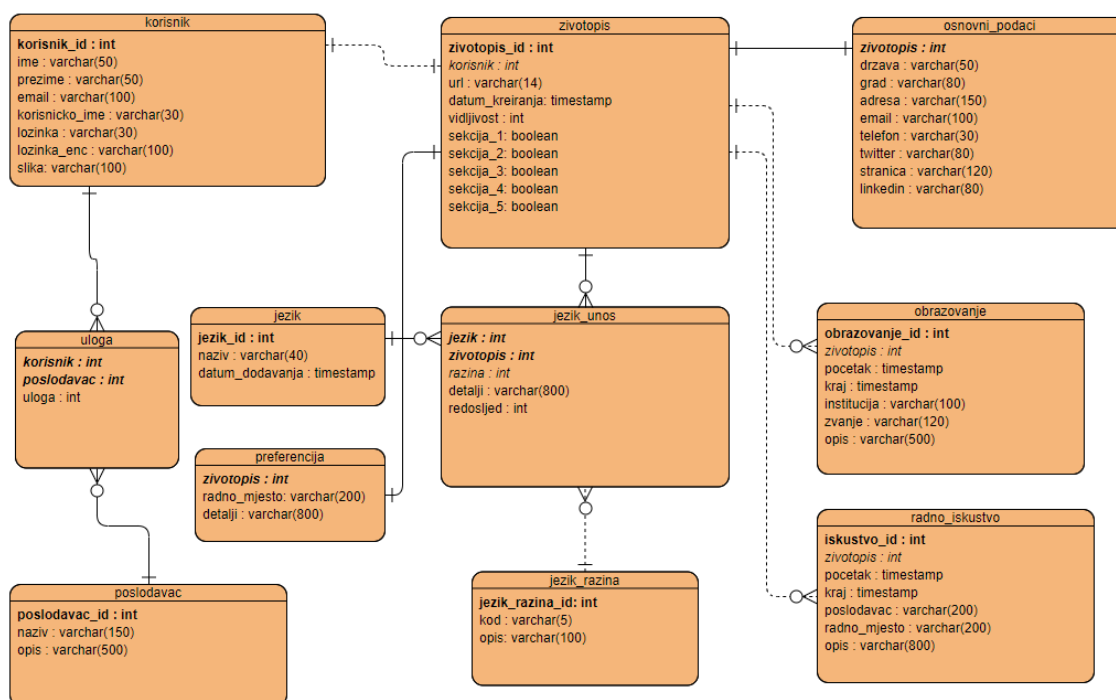 korisnik
korisnik_id : int
ime : varchar(50)
prezime : varchar(50)
email : varchar(100)
korisnicko_ime : varchar(30)
lozinka : varchar(30)
lozinka_enc : varchar(100)
slika: varchar(100)
zivotopis
zivotopis_id : int
korisnik : int
url : varchar(14)
datum_kreiranja: timestamp
vidljivost : int
sekcija_1: boolean
sekcija_2: boolean
sekcija_3: boolean
sekcija_4: boolean
sekcija_5: boolean
osnovni_podaci
zivotopis : int
drzava : varchar(50)
grad : varchar(80)
adresa : varchar(150)
email : varchar(100)
telefon : varchar(30)
twitter : varchar(80)
stranica : varchar(120)
linkedin : varchar(80)
uloga
korisnik : int
poslodavac : int
uloga : int
jezik
jezik_id : int
naziv : varchar(40)
datum_dodavanja : timestamp
jezik_unos
jezik : int
zivotopis : int
razina : int
detalji : varchar(800)
redosljed : int
obrazovanje
obrazovanje_id : int
zivotopis : int
pocetak : timestamp
kraj : timestamp
institucija : varchar(100)
zvanje : varchar(120)
opis : varchar(500)
preferencija
zivotopis : int
radno_mjesto: varchar(200)
detalji : varchar(800)
radno_iskustvo
iskustvo_id : int
zivotopis : int
pocetak : timestamp
kraj : timestamp
poslodavac : varchar(200)
radno_mjesto : varchar(200)
opis : varchar(800)
poslodavac
poslodavac_id : int
naziv : varchar(150)
opis : varchar(500)
jezik_razina
jezik_razina_id: int
kod : varchar(5)
opis: varchar(100)